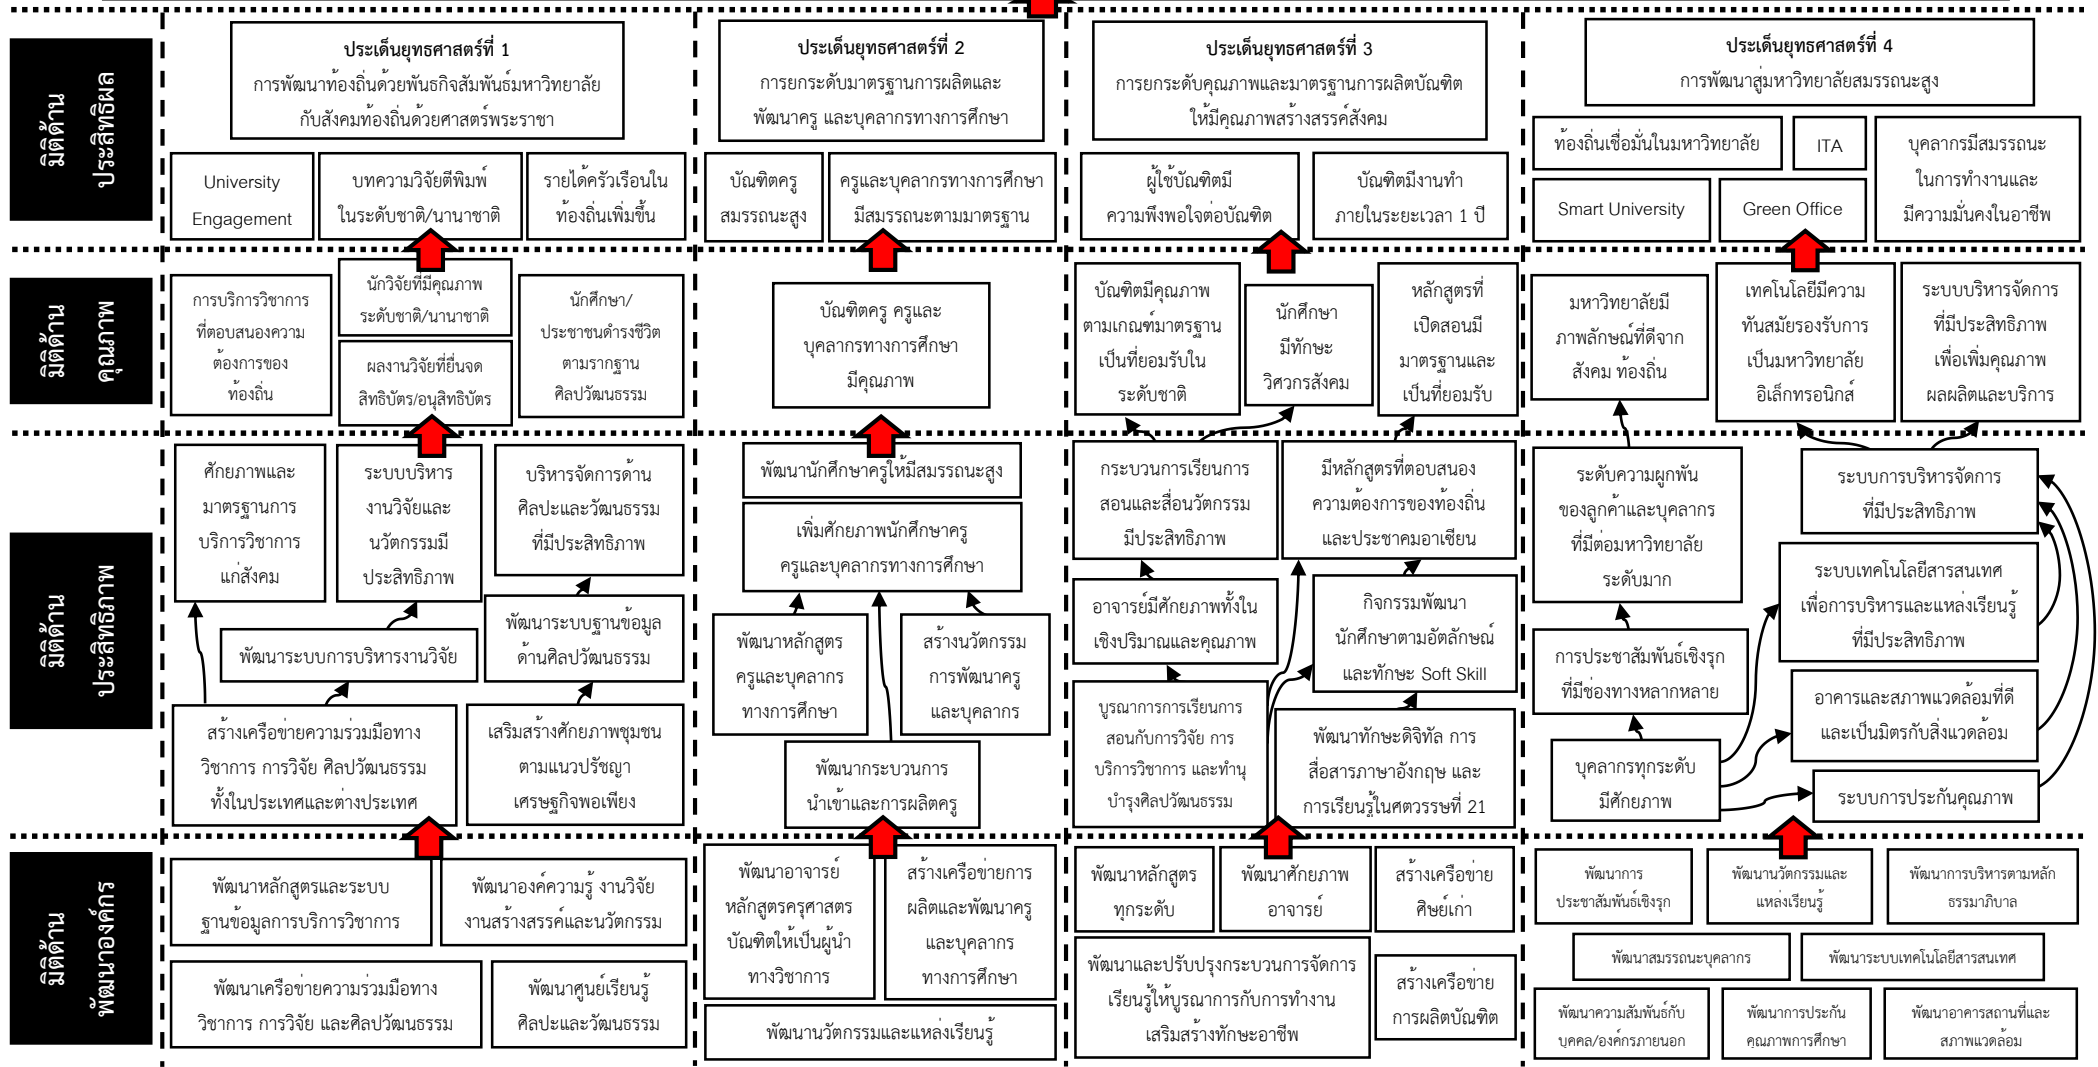 มิติด้าน
ประสิทธิผล
ประเด็นยุทธศาสตร์ที่ 1
การพัฒนาท้องถิ่นด้วยพันธกิจสัมพันธ์มหาวิทยาลัย
กับสังคมท้องถิ่นด้วยศาสตร์พระราชา
University
Engagement
บทความวิจัยตีพิมพ์
ในระดับชาติ/นานาชาติ
รายได้ครัวเรือนใน
ท้องถิ่นเพิ่มขึ้น
ประเด็นยุทธศาสตร์ที่ 2
การยกระดับมาตรฐานการผลิตและ
พัฒนาครู และบุคลากรทางการศึกษา
บัณฑิตครู
สมรรถนะสูง
ครูและบุคลากรทางการศึกษา
มีสมรรถนะตามมาตรฐาน
ประเด็นยุทธศาสตร์ที่ 3
การยกระดับคุณภาพและมาตรฐานการผลิตบัณฑิต
ให้มีคุณภาพสร้างสรรค์สังคม
ผู้ใช้บัณฑิตมี
ความพึงพอใจต่อบัณฑิต
บัณฑิตมีงานทำ
ภายในระยะเวลา 1 ปี
ประเด็นยุทธศาสตร์ที่ 4
การพัฒนาสู่มหาวิทยาลัยสมรรถนะสูง
ท้องถิ่นเชื่อมั่นในมหาวิทยาลัย
ITA
บุคลากรมีสมรรถนะ
ในการทำงานและ
มีความมั่นคงในอาชีพ
Smart University
Green Office
มิติด้าน
คุณภาพ
การบริการวิชาการ
ที่ตอบสนองความ
ต้องการของ
ท้องถิ่น
นักวิจัยที่มีคุณภาพ
ระดับชาติ/นานาชาติ
ผลงานวิจัยที่ยื่นจด
สิทธิบัตร/อนุสิทธิบัตร
นักศึกษา/
ประชาชนดำรงชีวิต
ตามรากฐาน
ศิลปวัฒนธรรม
บัณฑิตครู ครูและ
บุคลากรทางการศึกษา
มีคุณภาพ
บัณฑิตมีคุณภาพ
ตามเกณฑ์มาตรฐาน
เป็นที่ยอมรับใน
ระดับชาติ
นักศึกษา
มีทักษะ
วิศวกรสังคม
หลักสูตรที่
เปิดสอนมี
มาตรฐานและ
เป็นที่ยอมรับ
มหาวิทยาลัยมี
ภาพลักษณ์ที่ดีจาก
สังคม ท้องถิ่น
เทคโนโลยีมีความ
ทันสมัยรองรับการ
เป็นมหาวิทยาลัย
อิเล็กทรอนิกส์
ระบบบริหารจัดการ
ที่มีประสิทธิภาพ
เพื่อเพิ่มคุณภาพ
ผลผลิตและบริการ
มิติด้าน
ประสิทธิภาพ
ศักยภาพและ
มาตรฐานการ
บริการวิชาการ
แก่สังคม
ระบบบริหาร
งานวิจัยและ
นวัตกรรมมี
ประสิทธิภาพ
บริหารจัดการด้าน
ศิลปะและวัฒนธรรม
ที่มีประสิทธิภาพ
พัฒนาระบบการบริหารงานวิจัย
พัฒนาระบบฐานข้อมูล
ด้านศิลปวัฒนธรรม
สร้างเครือข่ายความร่วมมือทาง
วิชาการ การวิจัย ศิลปวัฒนธรรม
ทั้งในประเทศและต่างประเทศ
เสริมสร้างศักยภาพชุมชน
ตามแนวปรัชญา
เศรษฐกิจพอเพียง
พัฒนานักศึกษาครูให้มีสมรรถนะสูง
เพิ่มศักยภาพนักศึกษาครู
ครูและบุคลากรทางการศึกษา
พัฒนาหลักสูตร
ครูและบุคลากร
ทางการศึกษา
สร้างนวัตกรรม
การพัฒนาครู
และบุคลากร
พัฒนากระบวนการ
นำเข้าและการผลิตครู
กระบวนการเรียนการ
สอนและสื่อนวัตกรรม
มีประสิทธิภาพ
มีหลักสูตรที่ตอบสนอง
ความต้องการของท้องถิ่น
และประชาคมอาเซียน
อาจารย์มีศักยภาพทั้งใน
เชิงปริมาณและคุณภาพ
กิจกรรมพัฒนา
นักศึกษาตามอัตลักษณ์
และทักษะ Soft Skill
บูรณาการการเรียนการ
สอนกับการวิจัย การ
บริการวิชาการ และทำนุ
บำรุงศิลปวัฒนธรรม
พัฒนาทักษะดิจิทัล การ
สื่อสารภาษาอังกฤษ และ
การเรียนรู้ในศตวรรษที่ 21
ระดับความผูกพัน
ของลูกค้าและบุคลากร
ที่มีต่อมหาวิทยาลัย
ระดับมาก
ระบบการบริหารจัดการ
ที่มีประสิทธิภาพ
ระบบเทคโนโลยีสารสนเทศ
เพื่อการบริหารและแหล่งเรียนรู้
ที่มีประสิทธิภาพ
การประชาสัมพันธ์เชิงรุก
ที่มีช่องทางหลากหลาย
อาคารและสภาพแวดล้อมที่ดี
และเป็นมิตรกับสิ่งแวดล้อม
บุคลากรทุกระดับ
มีศักยภาพ
ระบบการประกันคุณภาพ
มิติด้าน
พัฒนาองค์กร
พัฒนาหลักสูตรและระบบ
ฐานข้อมูลการบริการวิชาการ
พัฒนาองค์ความรู้ งานวิจัย
งานสร้างสรรค์และนวัตกรรม
พัฒนาเครือข่ายความร่วมมือทาง
วิชาการ การวิจัย และศิลปวัฒนธรรม
พัฒนาศูนย์เรียนรู้
ศิลปะและวัฒนธรรม
พัฒนาอาจารย์
หลักสูตรครุศาสตร
บัณฑิตให้เป็นผู้นำ
ทางวิชาการ
สร้างเครือข่ายการ
ผลิตและพัฒนาครู
และบุคลากร
ทางการศึกษา
พัฒนานวัตกรรมและแหล่งเรียนรู้
พัฒนาหลักสูตร
ทุกระดับ
พัฒนาศักยภาพ
อาจารย์
สร้างเครือข่าย
ศิษย์เก่า
พัฒนาและปรับปรุงกระบวนการจัดการ
เรียนรู้ให้บูรณาการกับการทำงาน
เสริมสร้างทักษะอาชีพ
สร้างเครือข่าย
การผลิตบัณฑิต
พัฒนาการ
ประชาสัมพันธ์เชิงรุก
พัฒนานวัตกรรมและ
แหล่งเรียนรู้
พัฒนาการบริหารตามหลัก
ธรรมาภิบาล
พัฒนาสมรรถนะบุคลากร
พัฒนาระบบเทคโนโลยีสารสนเทศ
พัฒนาความสัมพันธ์กับ
บุคคล/องค์กรภายนอก
พัฒนาการประกัน
คุณภาพการศึกษา
พัฒนาอาคารสถานที่และ
สภาพแวดล้อม